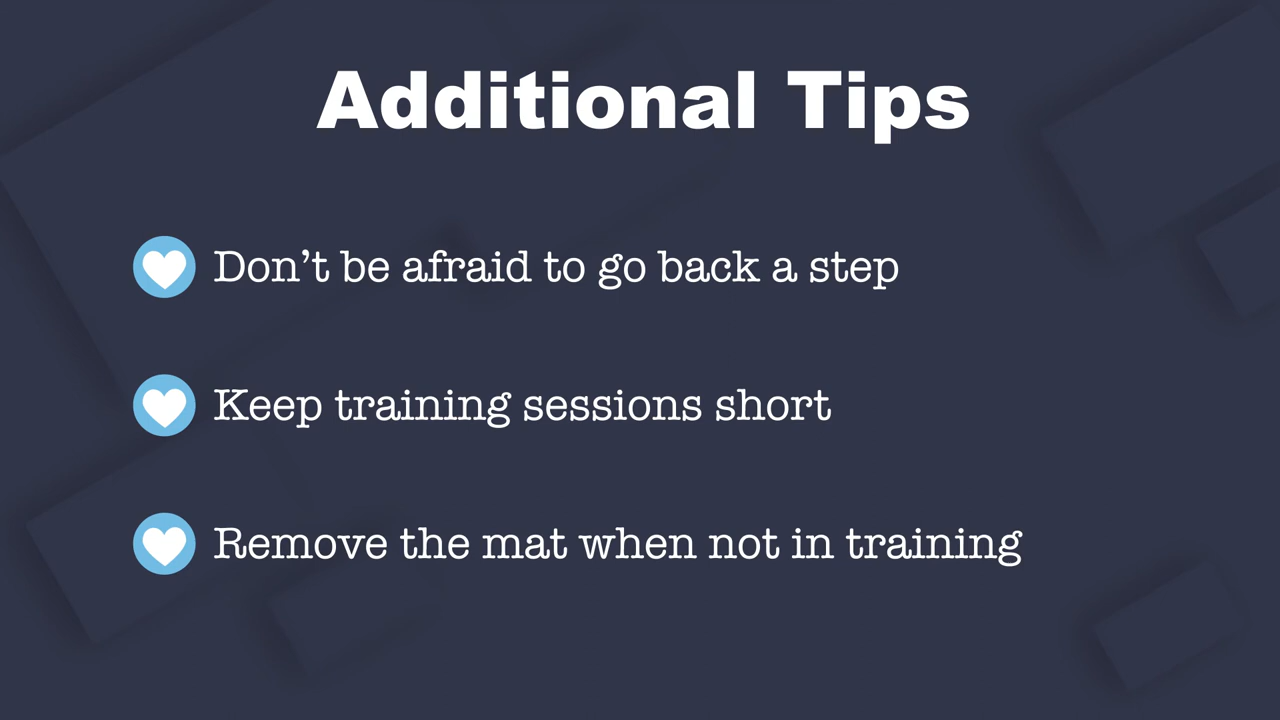 Additional Tips
Don’t be afraid to go back a step
Keep training sessions short
Remove the mat when not in training